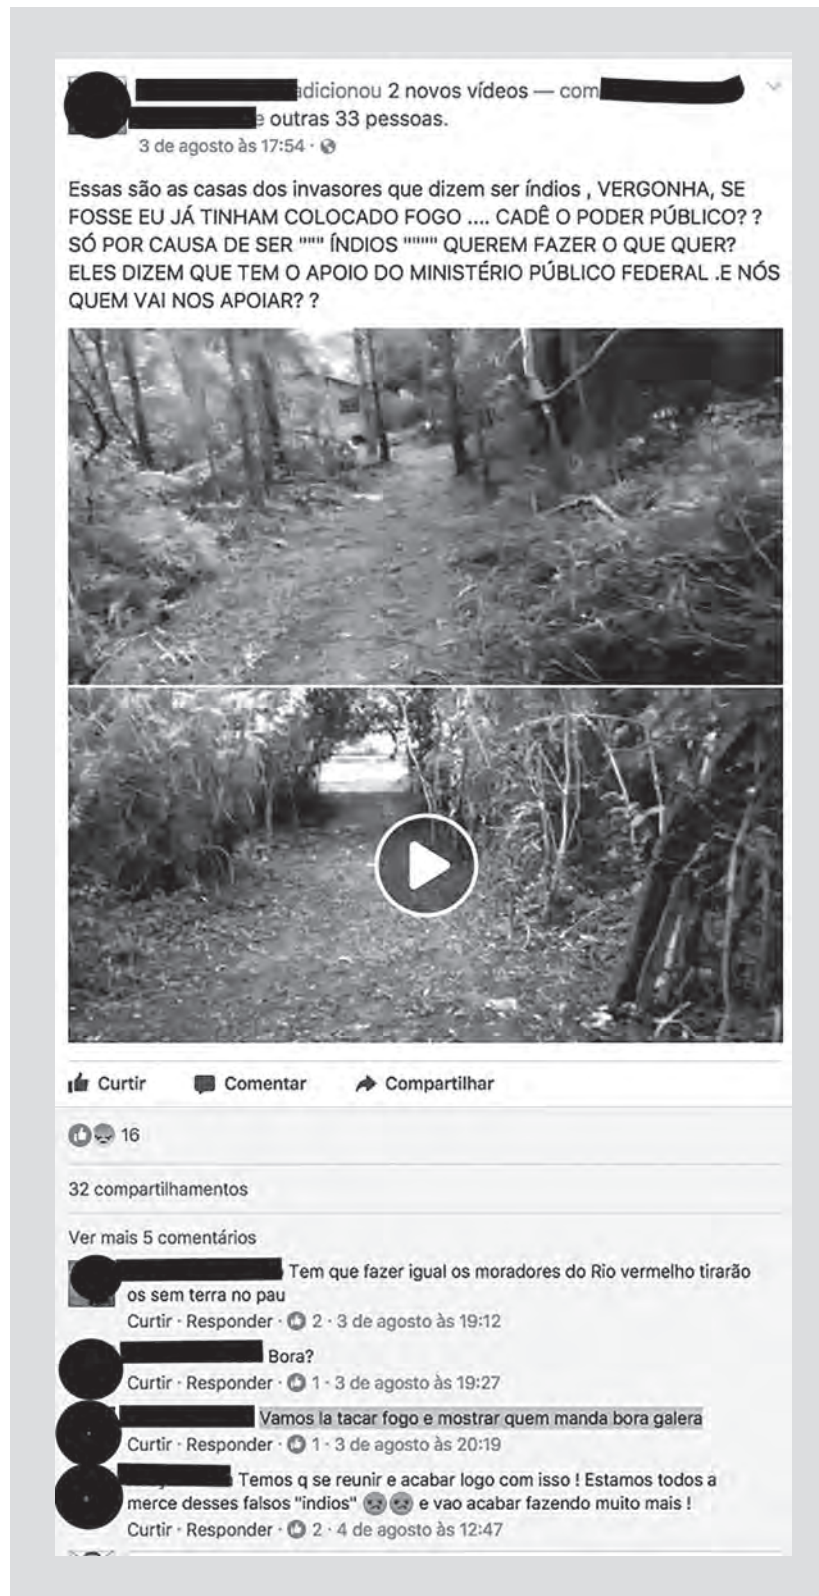 adicionou 2 novos vídeos — com
e outras 33 pessoas.
3 de agosto às 17:54 ·
Essas são as casas dos invasores que dizem ser índios , VERGONHA, SE
FOSSE EU JÁ TINHAM COLOCADO FOGO .... CADÊ O PODER PÚBLICO? ?
SÓ POR CAUSA DE SER """ ÍNDIOS """" QUEREM FAZER O QUE QUER?
ELES DIZEM QUE TEM O APOIO DO MINISTÉRIO PÚBLICO FEDERAL .E NÓS
QUEM VAI NOS APOIAR? ?
Curtir Comentar Compartilhar
16
32 compartilhamentos
Ver mais 5 comentários
Tem que fazer igual os moradores do Rio vermelho tirarão
os sem terra no pau
Curtir · Responder · 2 · 3 de agosto às 19:12
Bora?
Curtir · Responder · 1 · 3 de agosto às 19:27
Vamos la tacar fogo e mostrar quem manda bora galera
Curtir · Responder · 1 · 3 de agosto às 20:19
Temos q se reunir e acabar logo com isso ! Estamos todos a
merce desses falsos "indios" 😡😡 e vao acabar fazendo muito mais !
Curtir · Responder · 2 · 4 de agosto às 12:47